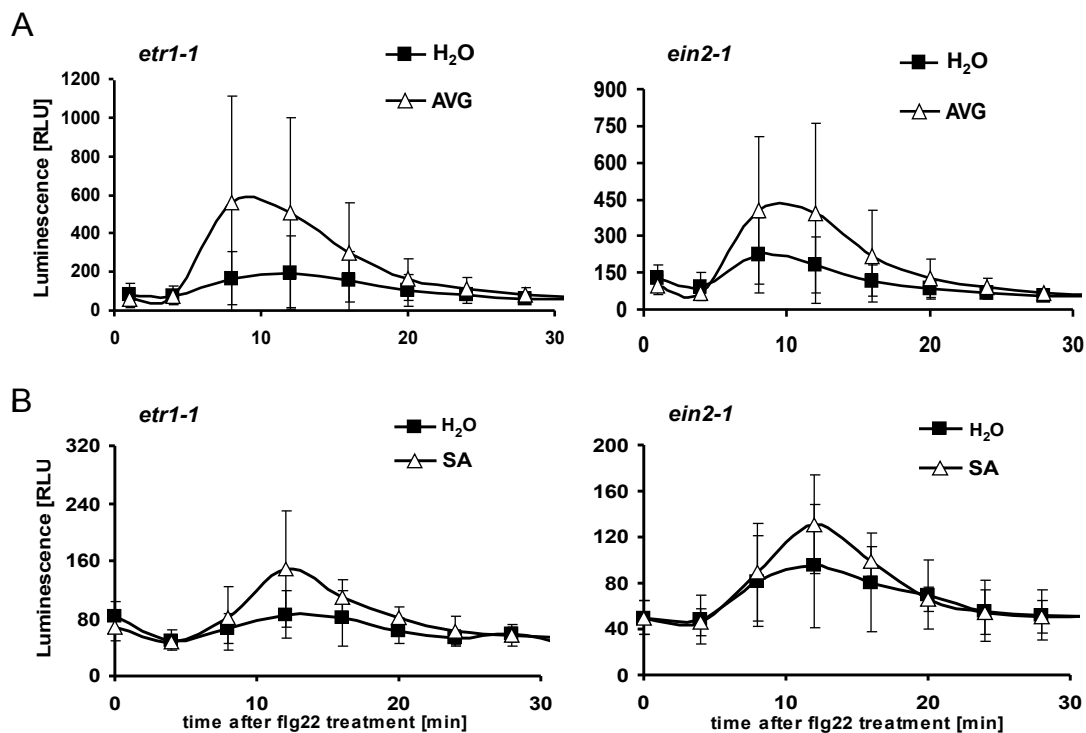 A
etr1-1
H₂O
AVG
Luminescence [RLU]
1200
1000
800
600
400
200
0
0 10 20 30
ein2-1
H₂O
AVG
900
750
600
450
300
150
0
0 10 20 30
B
etr1-1
H₂O
SA
Luminescence [RLU
320
240
160
80
0
0 10 20 30
time after flg22 treatment [min]
ein2-1
H₂O
SA
200
160
120
80
40
0
0 10 20 30
time after flg22 treatment [min]